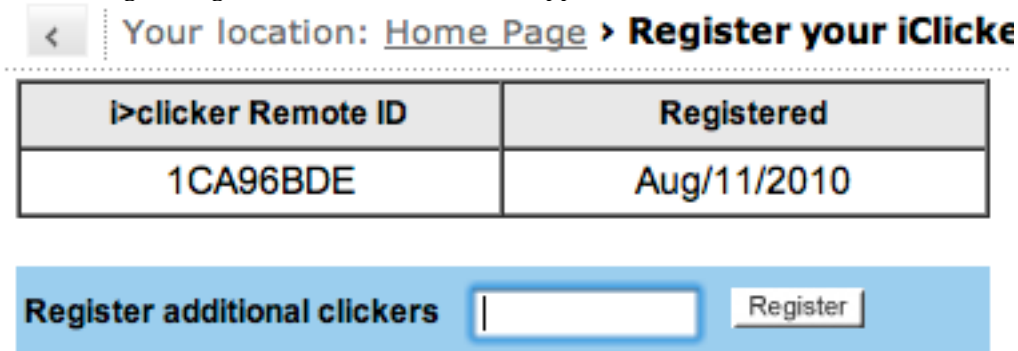 Your location: Home Page › Register your iClicke
i>clicker Remote ID Registered
1CA96BDE Aug/11/2010
Register additional clickers Register